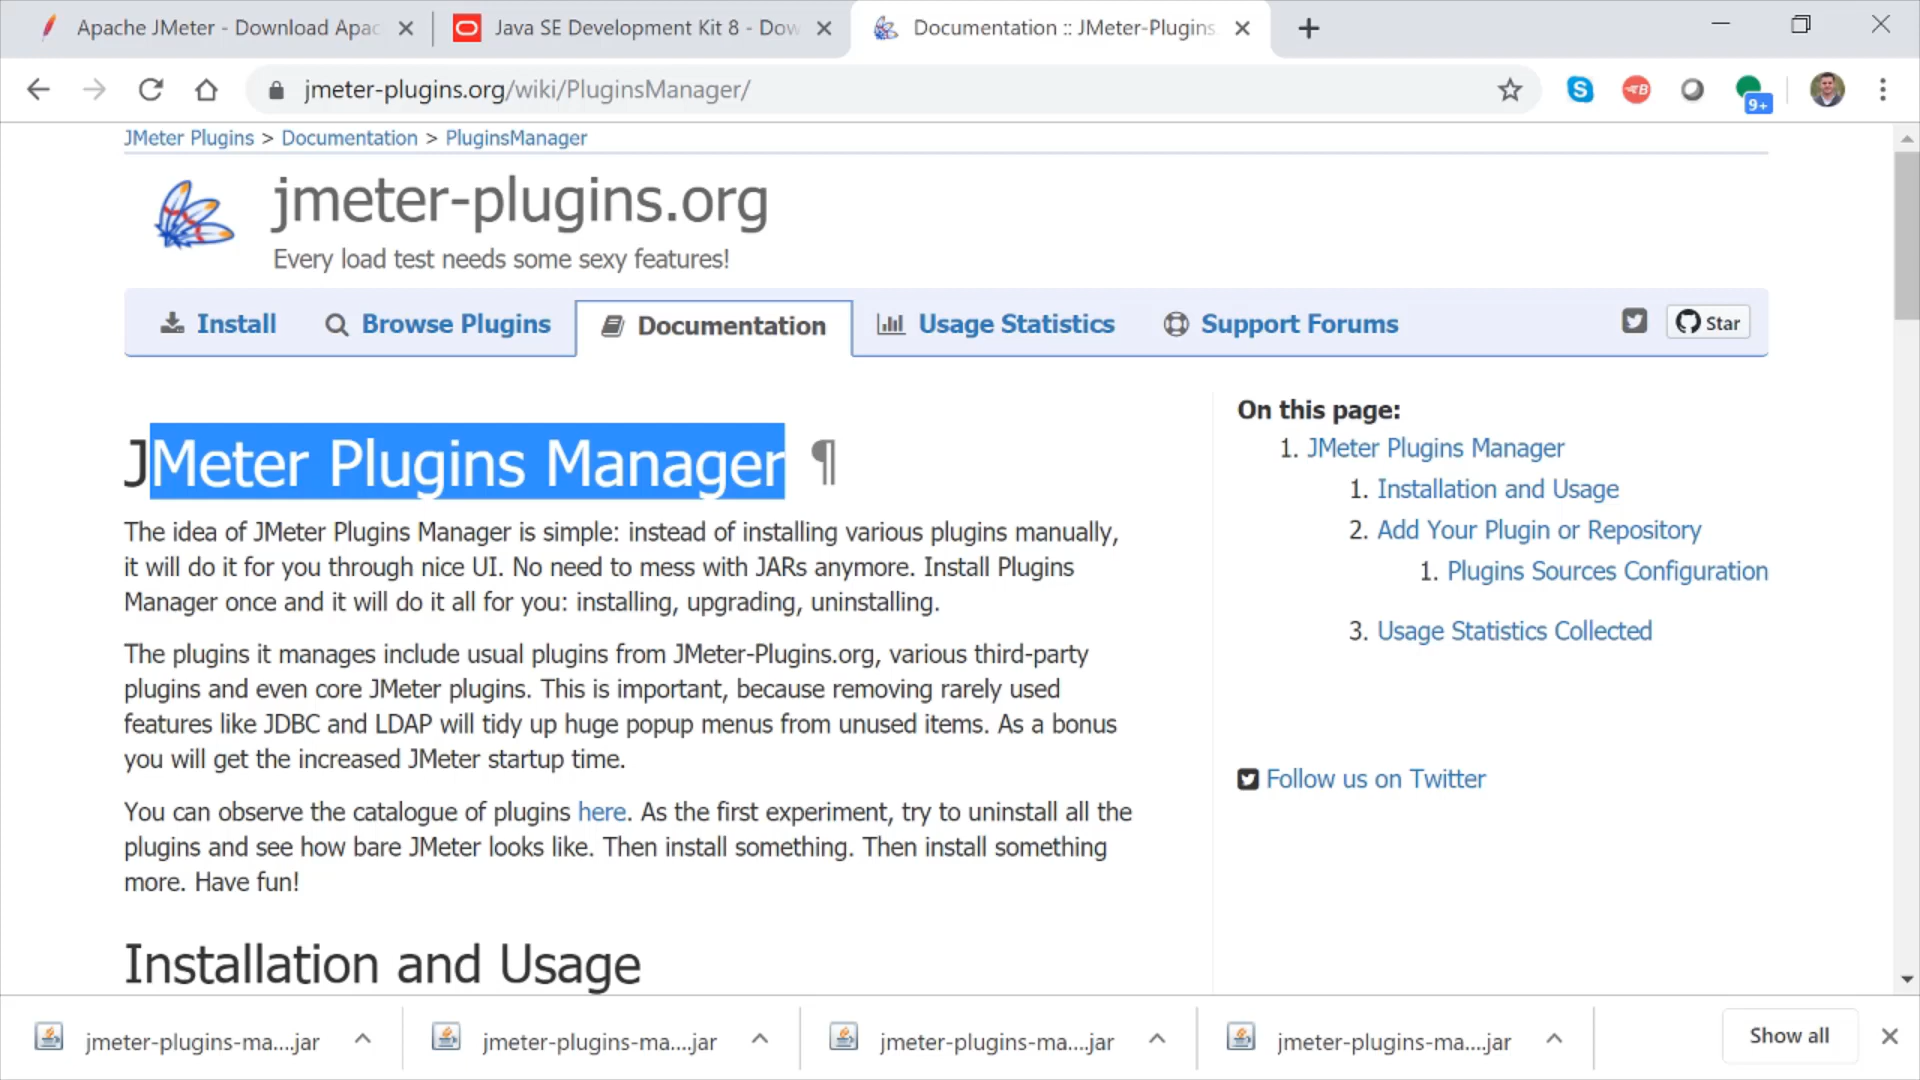 Apache JMeter - Download Apac
Java SE Development Kit 8 - Dow
Documentation :: JMeter-Plugins.
jmeter-plugins.org/wiki/PluginsManager/
S
B
9+
JMeter Plugins > Documentation > PluginsManager
jmeter-plugins.org
Every load test needs some sexy features!
Install
Browse Plugins
Documentation
Usage Statistics
Support Forums
Star
JMeter Plugins Manager ¶
The idea of JMeter Plugins Manager is simple: instead of installing various plugins manually,
it will do it for you through nice UI. No need to mess with JARs anymore. Install Plugins
Manager once and it will do it all for you: installing, upgrading, uninstalling.
The plugins it manages include usual plugins from JMeter-Plugins.org, various third-party
plugins and even core JMeter plugins. This is important, because removing rarely used
features like JDBC and LDAP will tidy up huge popup menus from unused items. As a bonus
you will get the increased JMeter startup time.
You can observe the catalogue of plugins here. As the first experiment, try to uninstall all the
plugins and see how bare JMeter looks like. Then install something. Then install something
more. Have fun!
Installation and Usage
On this page:
1. JMeter Plugins Manager
1. Installation and Usage
2. Add Your Plugin or Repository
1. Plugins Sources Configuration
3. Usage Statistics Collected
Follow us on Twitter
jmeter-plugins-ma....jar
jmeter-plugins-ma....jar
jmeter-plugins-ma....jar
jmeter-plugins-ma....jar
Show all